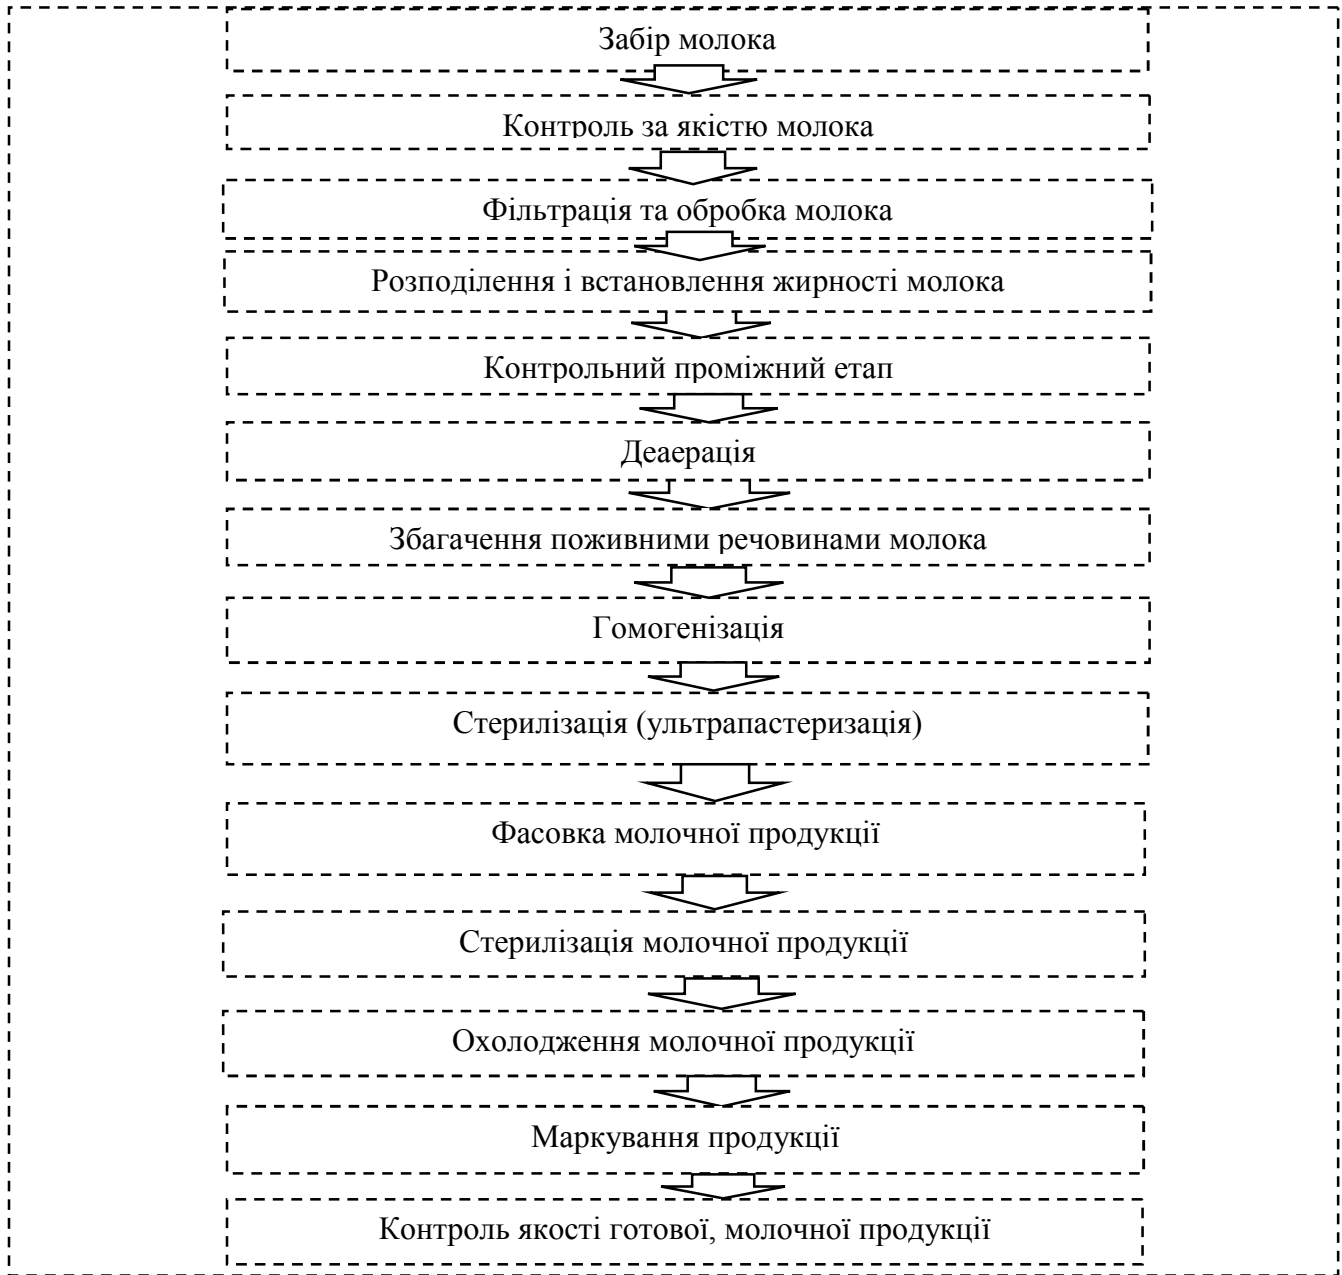 Забір молока
Контроль за якістю молока
Фільтрація та обробка молока
Розподілення і встановлення жирності молока
Контрольний проміжний етап
Деаерація
Збагачення поживними речовинами молока
Гомогенізація
Стерилізація (ультрапастеризація)
Фасовка молочної продукції
Стерилізація молочної продукції
Охолодження молочної продукції
Маркування продукції
Контроль якості готової, молочної продукції